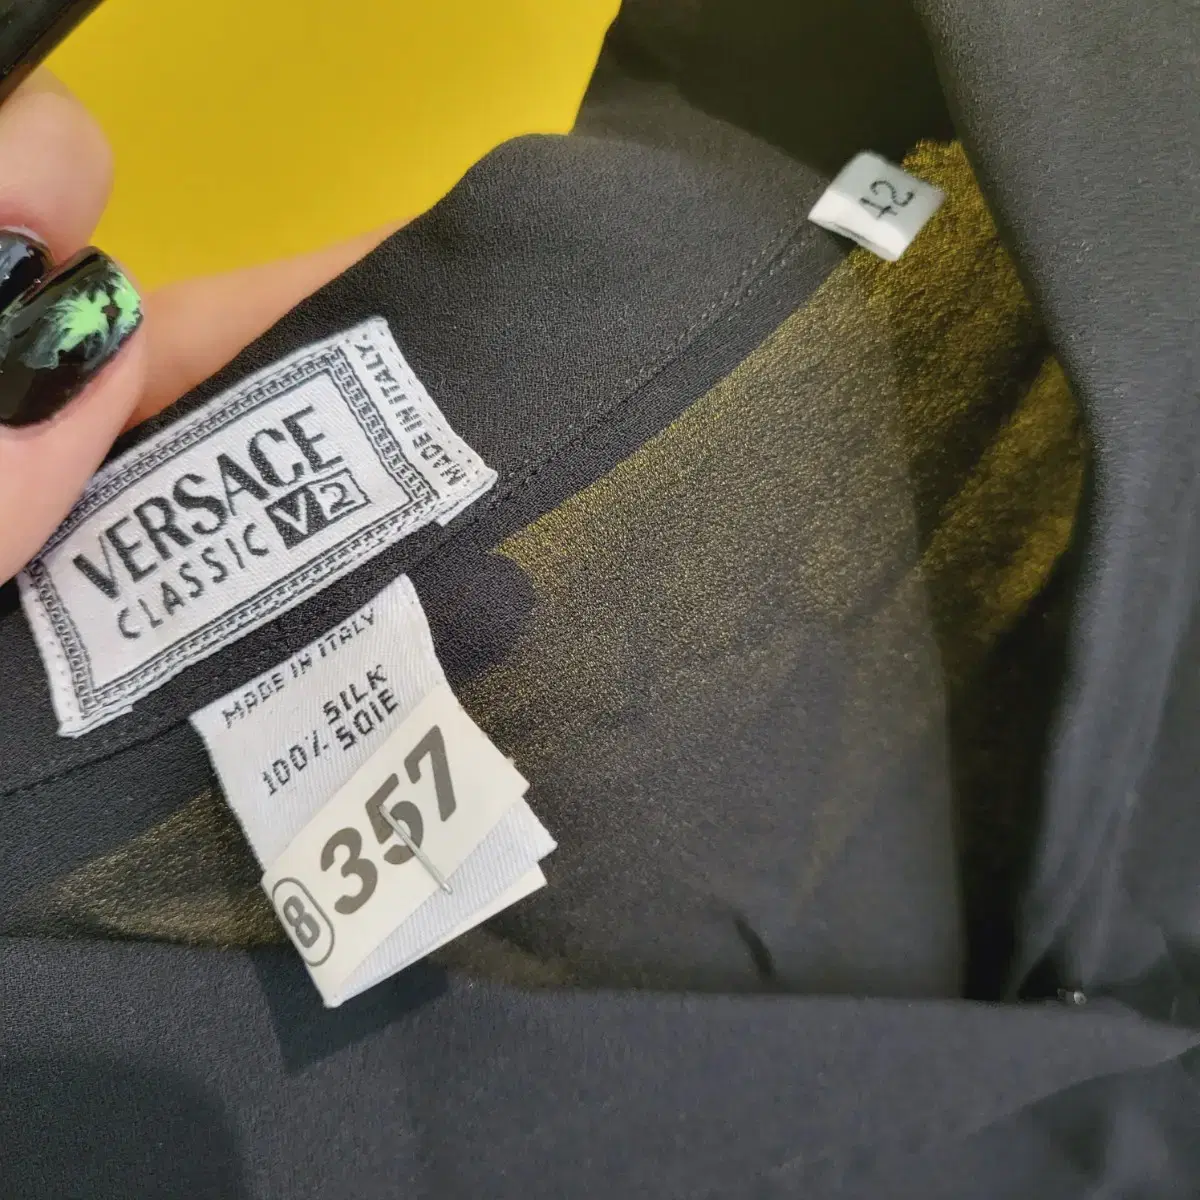 VERSACE
CLASSIC V2
MADE IN ITALY.
42
MADE IN ITALY
SILK
100% SOIE
8 357